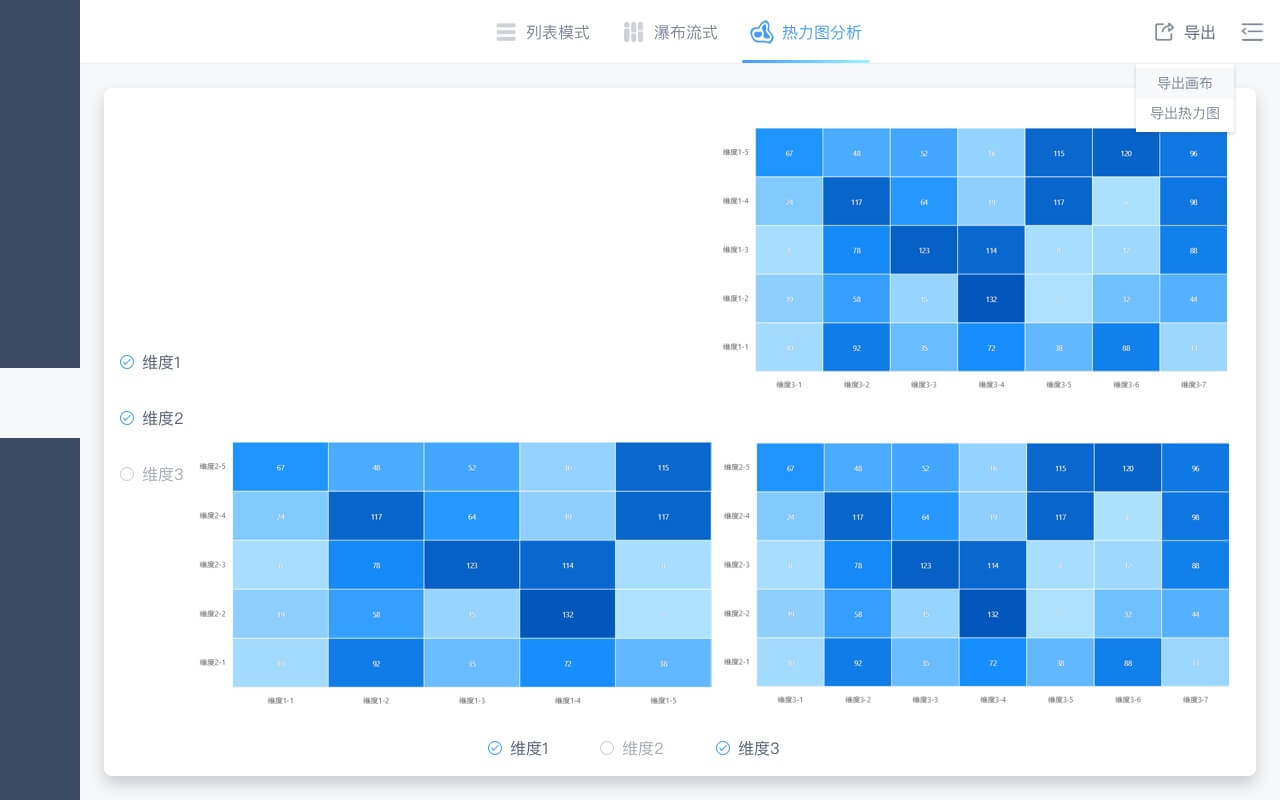 列表模式
瀑布流式
热力图分析
导出
导出画布
导出热力图
维度1-5 67 48 52 16 115 120 96
维度1-4 24 117 64 19 117 98
维度1-3 78 123 114 12 88
维度1-2 19 58 15 132 32 44
维度1-1 10 92 35 72 38 88 11
维度3-1 维度3-2 维度3-3 维度3-4 维度3-5 维度3-6 维度3-7
维度1
维度2
维度3
维度2-5 67 48 52 16 115
维度2-4 24 117 64 19 117
维度2-3 78 123 114
维度2-2 19 58 15 132
维度2-1 10 92 35 72 38
维度1-1 维度1-2 维度1-3 维度1-4 维度1-5
维度2-5 67 48 52 16 115 120 96
维度2-4 24 117 64 19 117 98
维度2-3 78 123 114 12 88
维度2-2 19 58 15 132 32 44
维度2-1 10 92 35 72 38 88 11
维度3-1 维度3-2 维度3-3 维度3-4 维度3-5 维度3-6 维度3-7
维度1 维度2 维度3